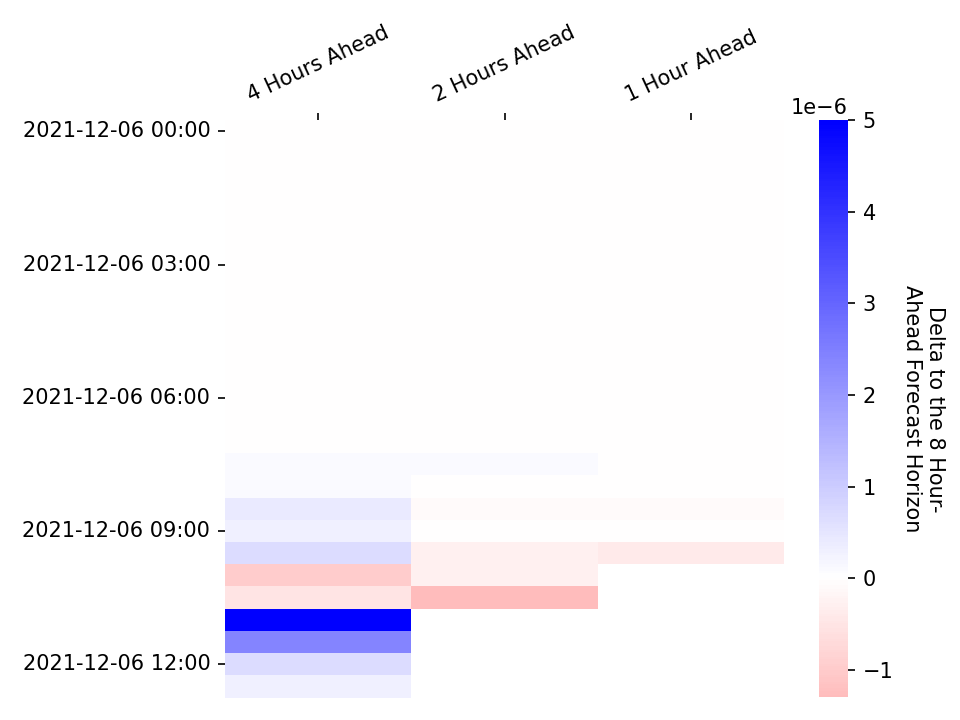 4 Hours Ahead
2 Hours Ahead
1 Hour Ahead
1e−6
2021-12-06 00:00
2021-12-06 03:00
2021-12-06 06:00
2021-12-06 09:00
2021-12-06 12:00
5
4
3
2
1
0
−1
Delta to the 8 Hour-
Ahead Forecast Horizon